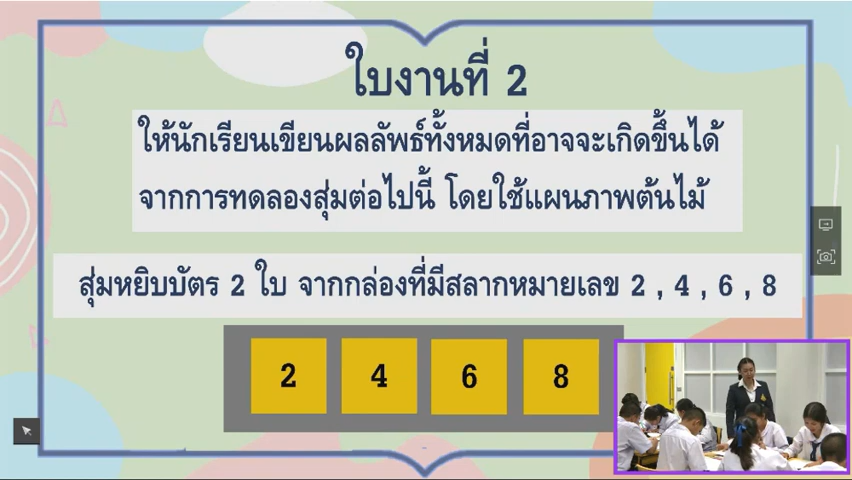 ใบงานที่ 2
ให้นักเรียนเขียนผลลัพธ์ทั้งหมดที่อาจจะเกิดขึ้นได้
จากการทดลองสุ่มต่อไปนี้ โดยใช้แผนภาพต้นไม้
สุ่มหยิบบัตร 2 ใบ จากกล่องที่มีสลากหมายเลข 2 , 4 , 6 , 8
2 4 6 8